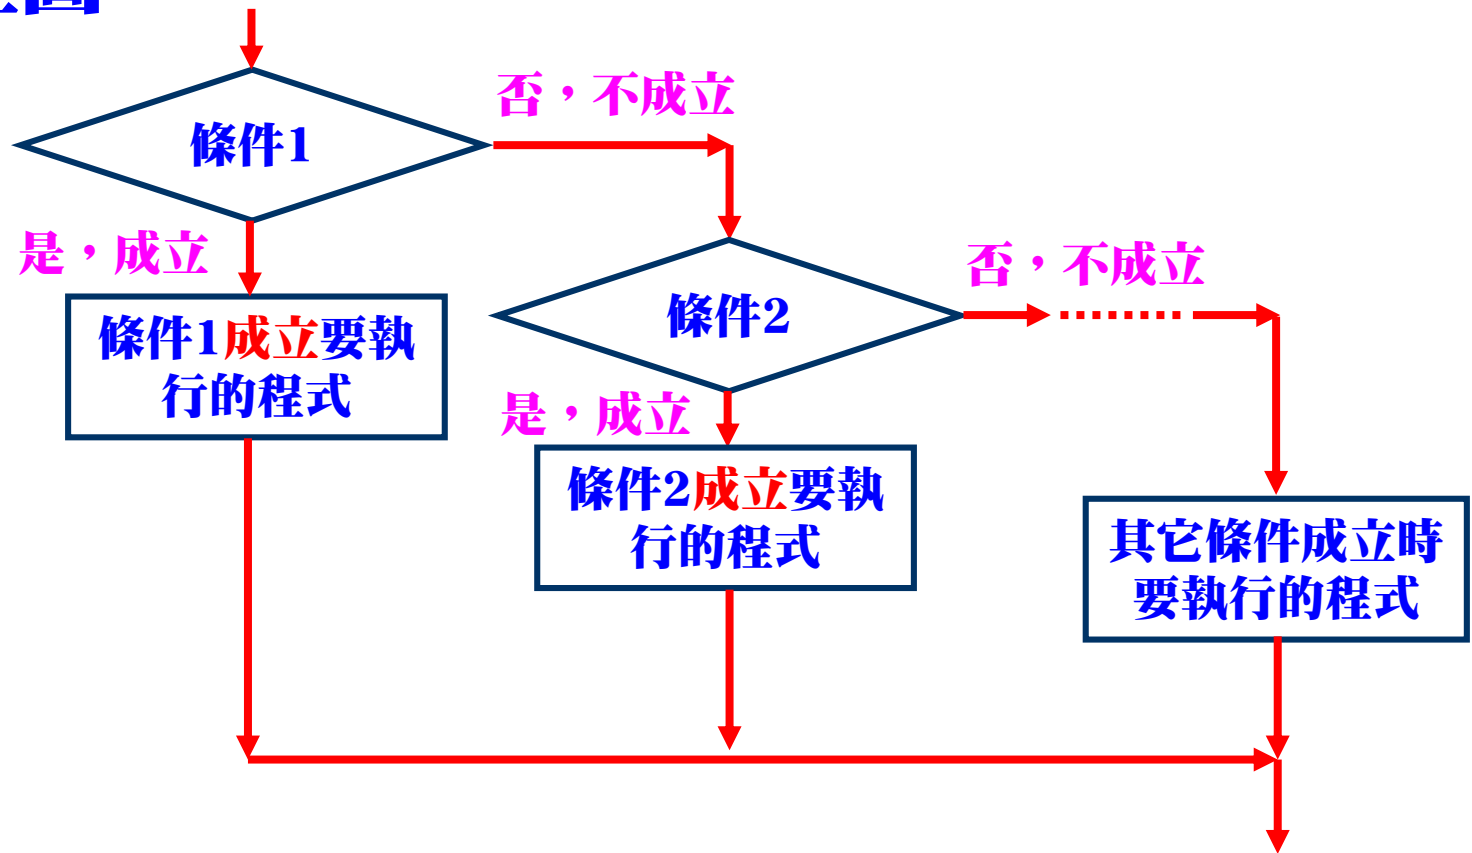 條件1
否，不成立
是，成立
條件1成立要執
行的程式
條件2
否，不成立
是，成立
條件2成立要執
行的程式
其它條件成立時
要執行的程式